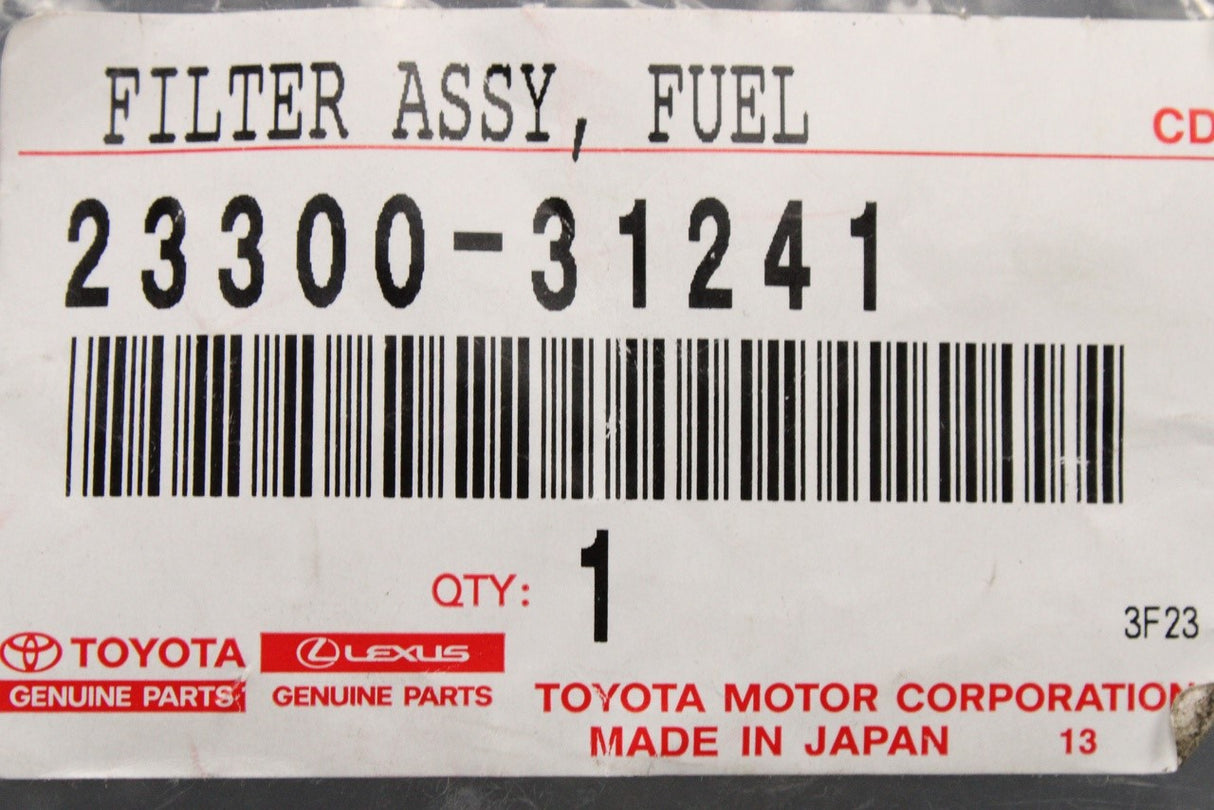 FILTER ASSY, FUEL
CD
23300-31241
QTY: 1
3F23
TOYOTA
LEXUS
GENUINE PARTS
GENUINE PARTS
TOYOTA MOTOR CORPORATION
MADE IN JAPAN 13